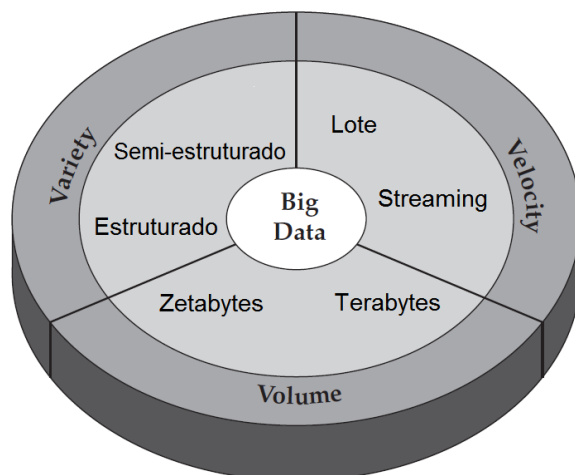 Variety
Semi-estruturado
Estruturado
Lote
Streaming
Velocity
Big
Data
Zetabytes
Terabytes
Volume